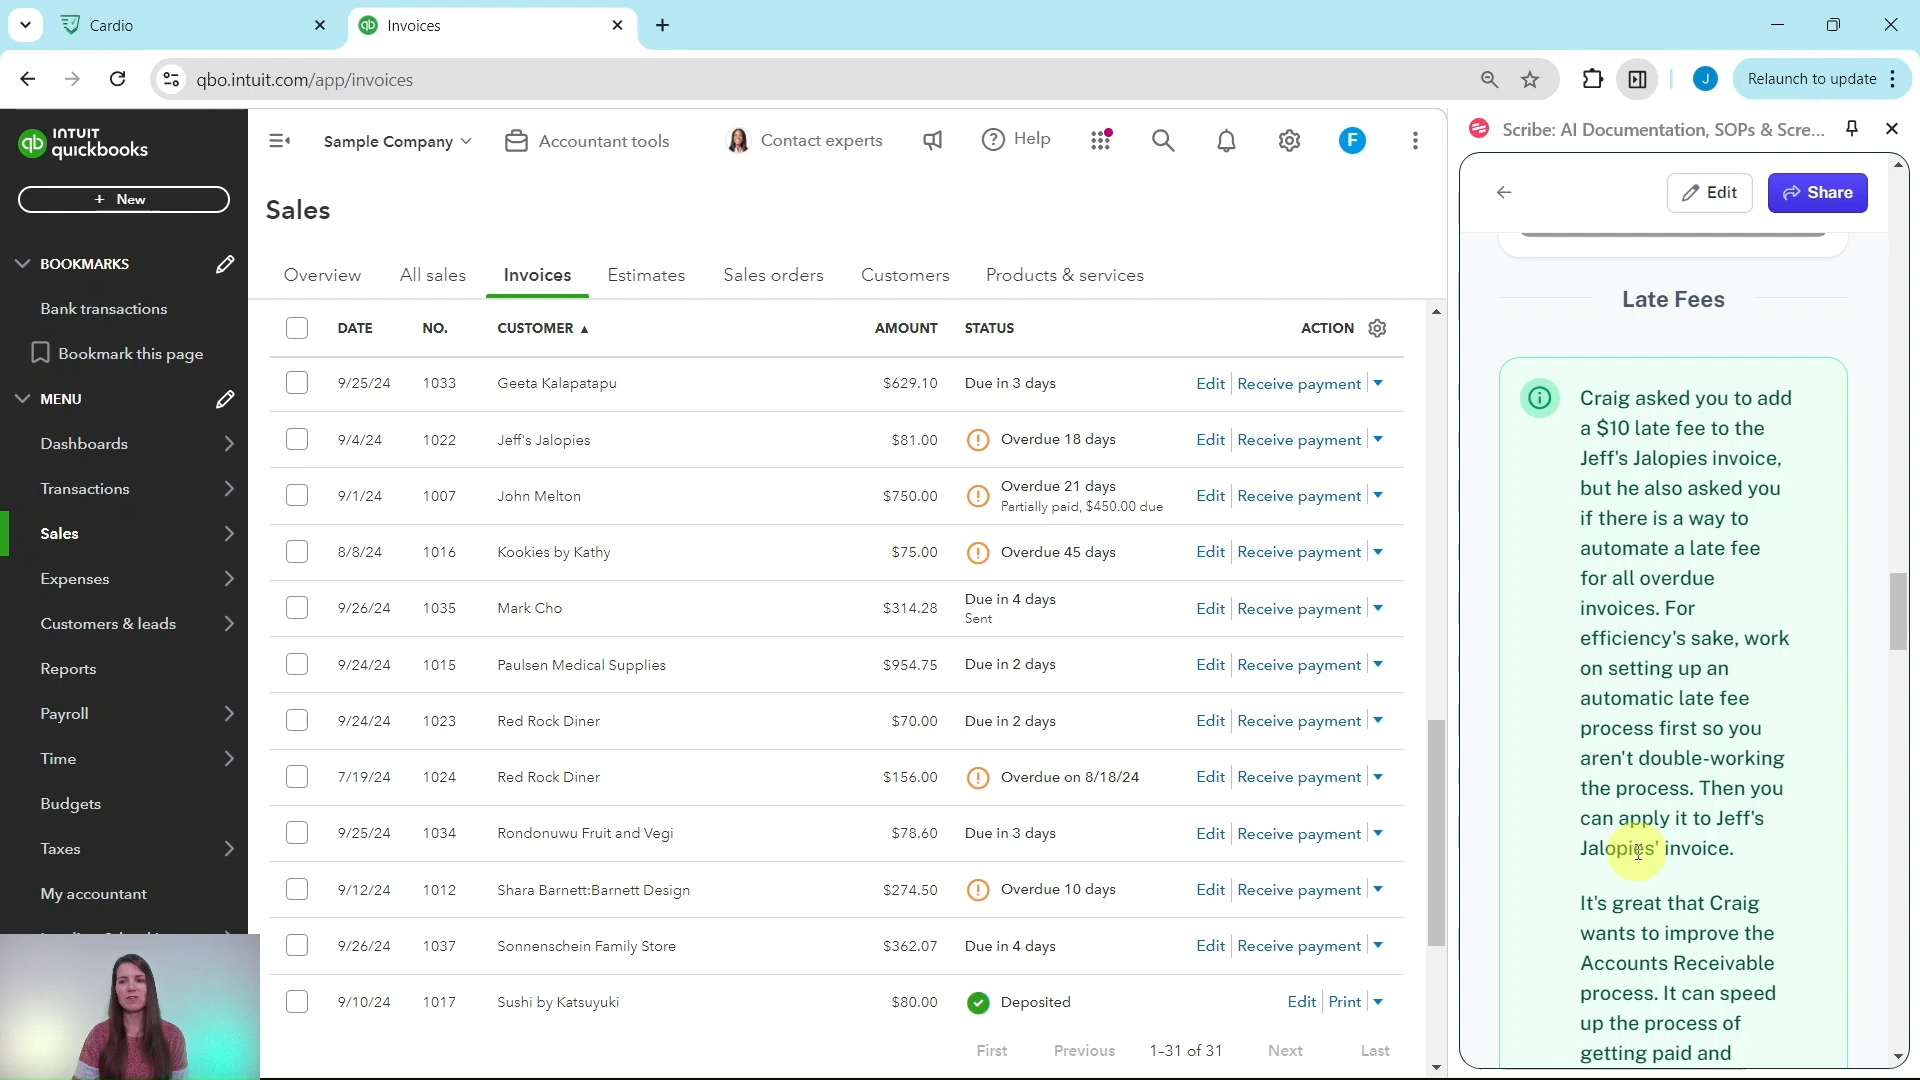 Cardio
Invoices
qbo.intuit.com/app/invoices
J
Relaunch to update
INTUIT
quickbooks
qb
+ New
BOOKMARKS
Bank transactions
Bookmark this page
MENU
Dashboards
Transactions
Sales
Expenses
Customers & leads
Reports
Payroll
Time
Budgets
Taxes
My accountant
Sample Company
Accountant tools
Contact experts
Help
F
Sales
Overview
All sales
Invoices
Estimates
Sales orders
Customers
Products & services
DATE NO. CUSTOMER ▲ AMOUNT STATUS ACTION
9/25/24 1033 Geeta Kalapatapu $629.10 Due in 3 days Edit Receive payment
9/4/24 1022 Jeff's Jalopies $81.00 Overdue 18 days Edit Receive payment
9/1/24 1007 John Melton $750.00 Overdue 21 days Edit Receive payment
Partially paid, $450.00 due
8/8/24 1016 Kookies by Kathy $75.00 Overdue 45 days Edit Receive payment
9/26/24 1035 Mark Cho $314.28 Due in 4 days Edit Receive payment
Sent
9/24/24 1015 Paulsen Medical Supplies $954.75 Due in 2 days Edit Receive payment
9/24/24 1023 Red Rock Diner $70.00 Due in 2 days Edit Receive payment
7/19/24 1024 Red Rock Diner $156.00 Overdue on 8/18/24 Edit Receive payment
9/25/24 1034 Rondonuwu Fruit and Vegi $78.60 Due in 3 days Edit Receive payment
9/12/24 1012 Shara Barnett:Barnett Design $274.50 Overdue 10 days Edit Receive payment
9/26/24 1037 Sonnenschein Family Store $362.07 Due in 4 days Edit Receive payment
9/10/24 1017 Sushi by Katsuyuki $80.00 Deposited Edit Print
First Previous 1-31 of 31 Next Last
Scribe: AI Documentation, SOPs & Scre...
Edit
Share
Late Fees
Craig asked you to add
a $10 late fee to the
Jeff's Jalopies invoice,
but he also asked you
if there is a way to
automate a late fee
for all overdue
invoices. For
efficiency's sake, work
on setting up an
automatic late fee
process first so you
aren't double-working
the process. Then you
can apply it to Jeff's
Jalopies' invoice.
It's great that Craig
wants to improve the
Accounts Receivable
process. It can speed
up the process of
getting paid and